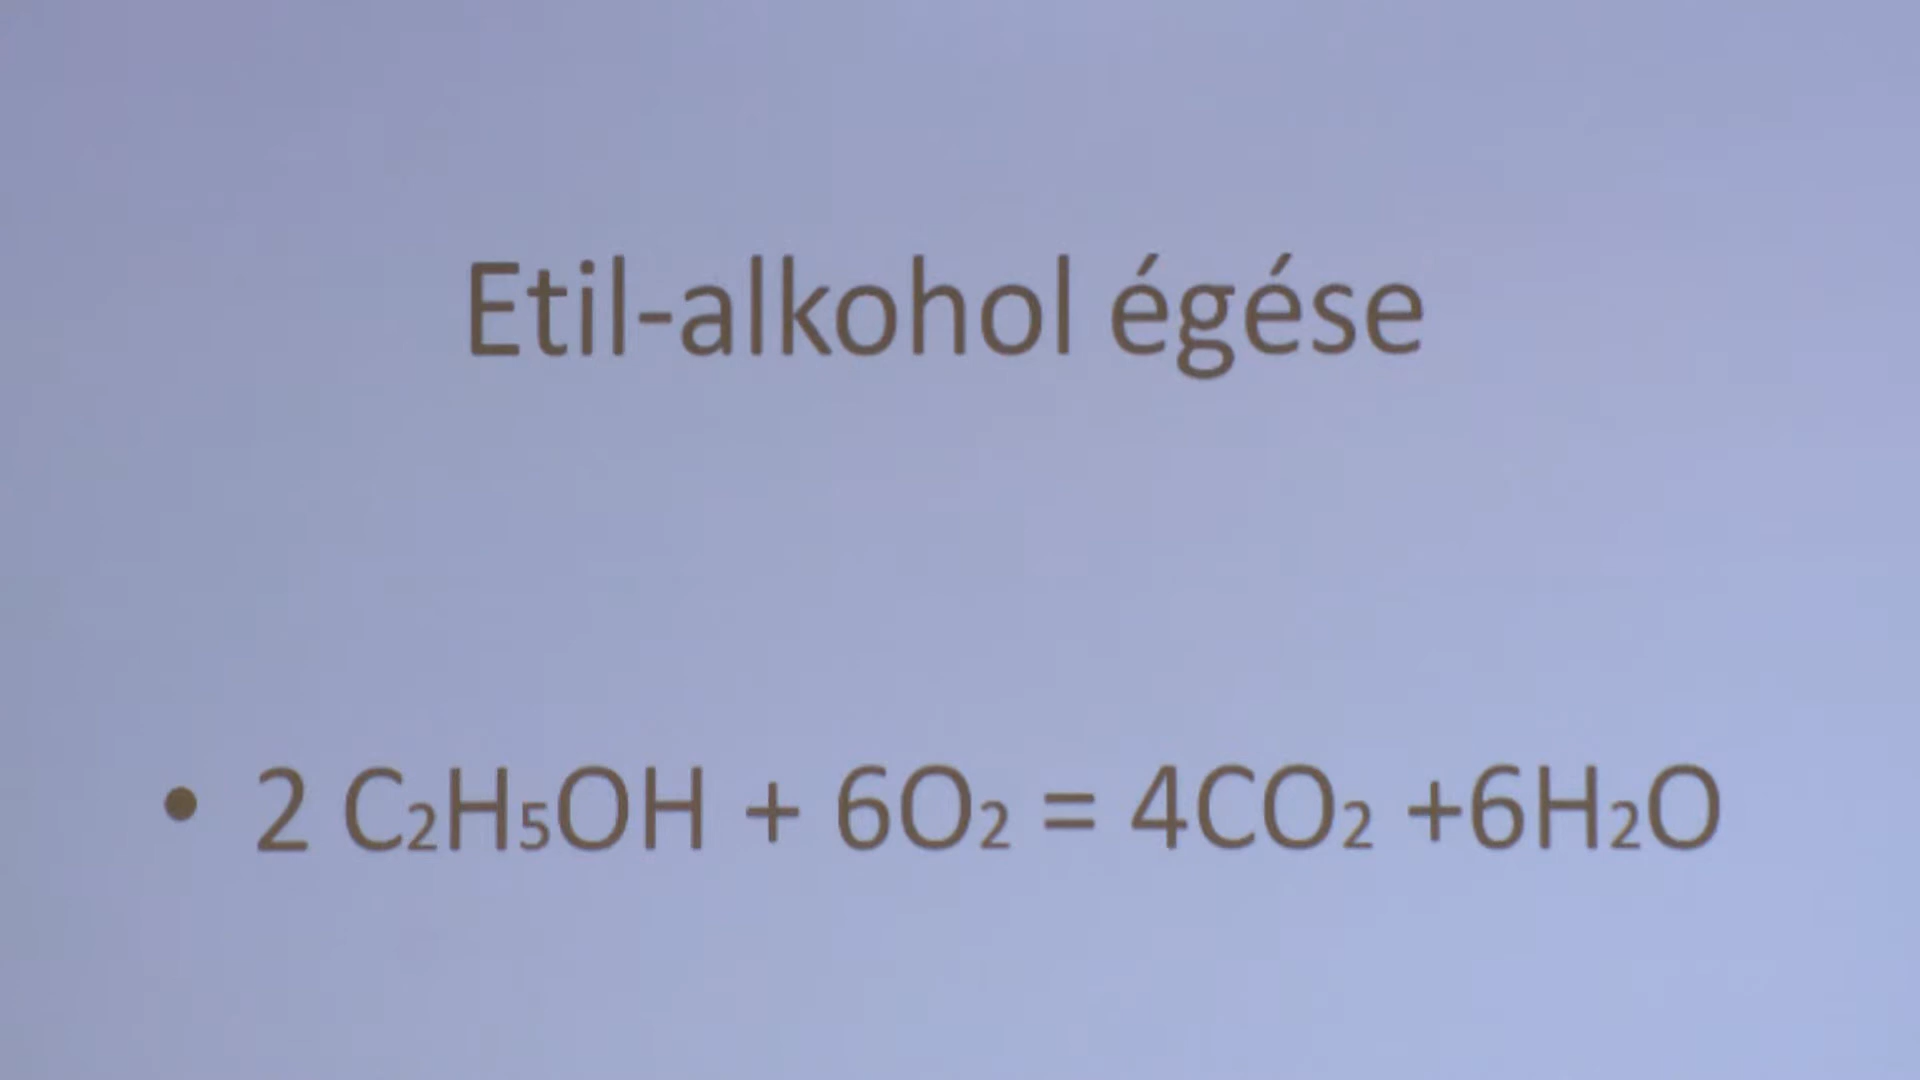 Etil-alkohol égése
• 2 C₂H₅OH + 6O₂ = 4CO₂ +6H₂O